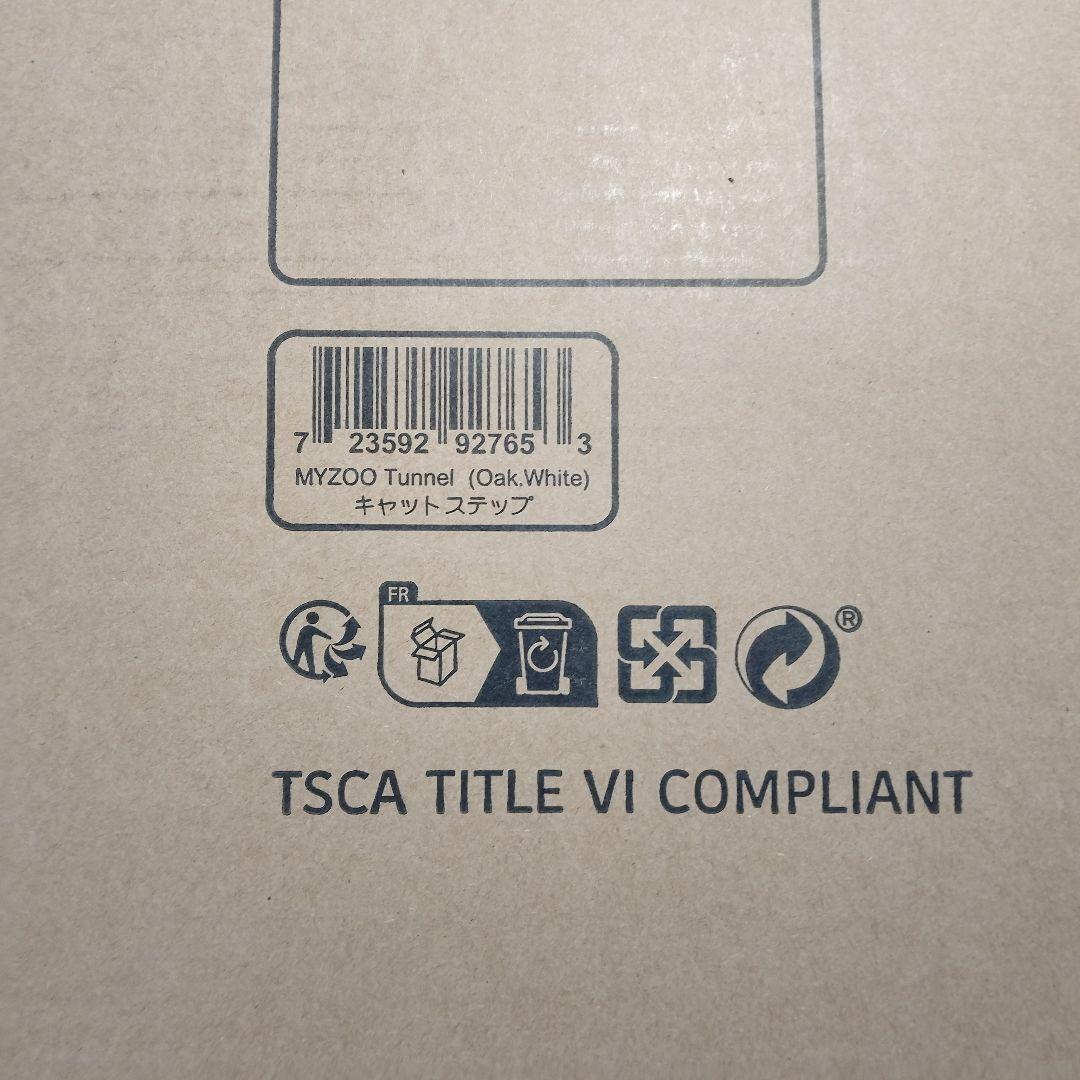 7 23592 92765 3
MYZOO Tunnel (Oak.White)
キャットステップ
FR
®
TSCA TITLE VI COMPLIANT